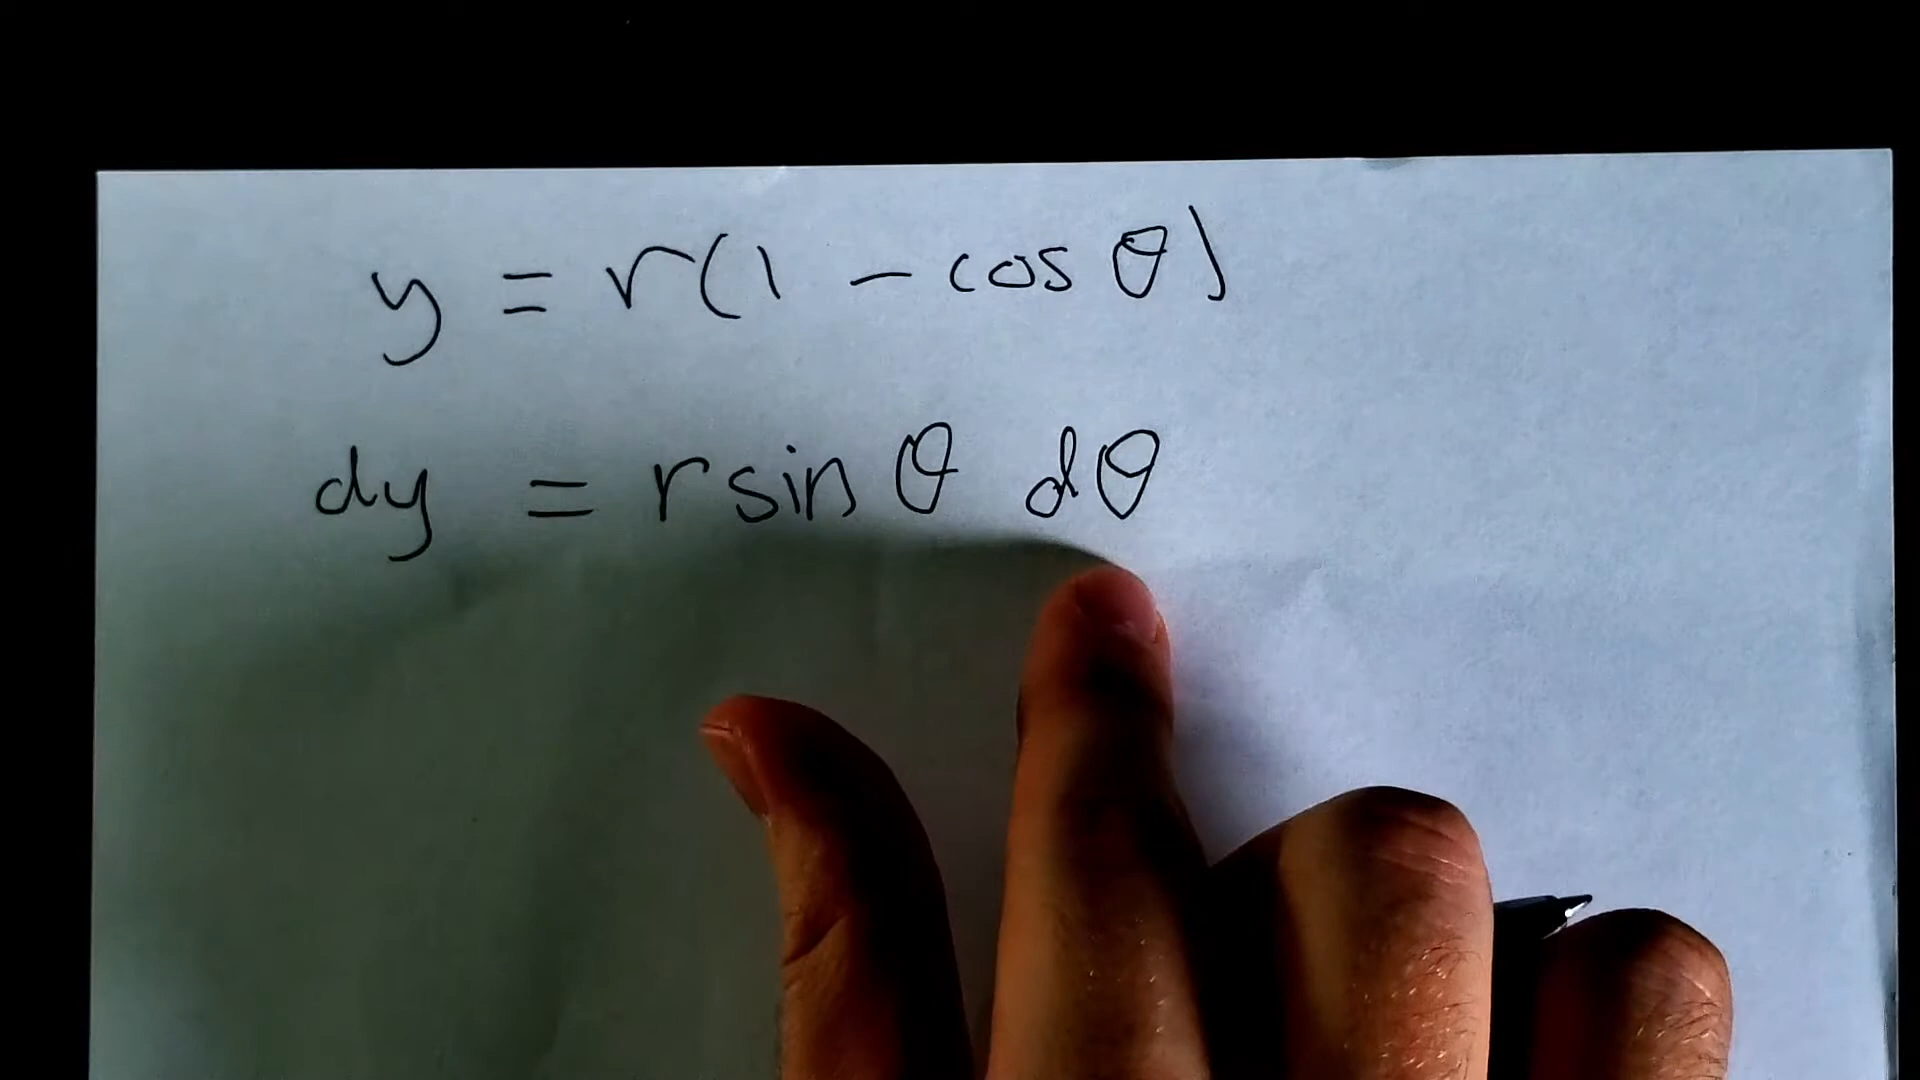 y = r(1 - cos θ)
dy = r sin θ dθ